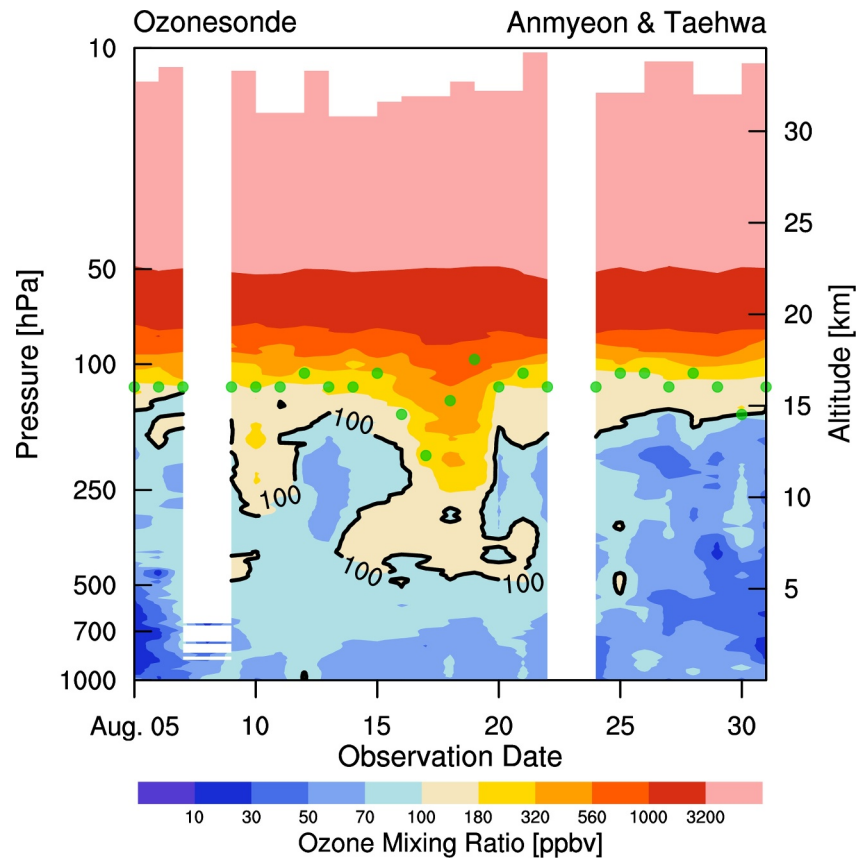 Ozonesonde Anmyeon & Taehwa
10
50
100
250
500
700
1000
Pressure [hPa]
30
25
20
15
10
5
Altitude [km]
100
100
100
100
Aug. 05 10 15 20 25 30
Observation Date
10 30 50 70 100 180 320 560 1000 3200
Ozone Mixing Ratio [ppbv]